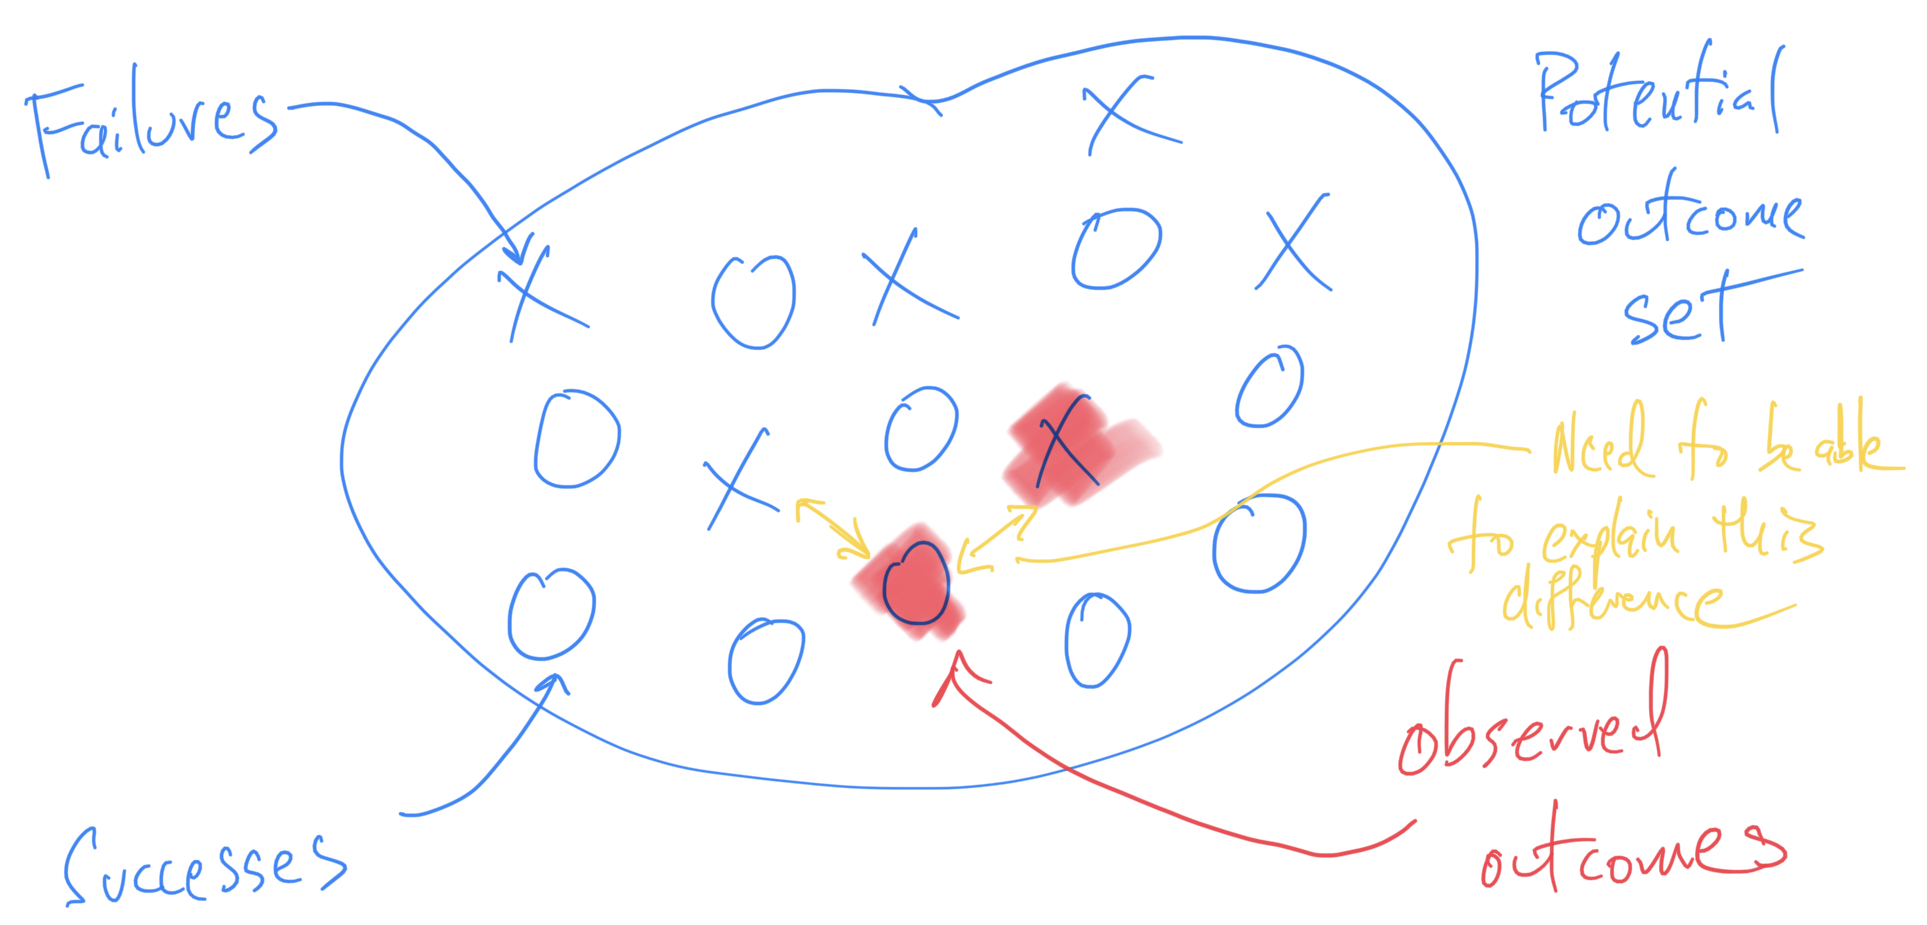 Failures
Potential
outcome
set
Need to be able
to explain this
difference
observed
outcomes
Successes